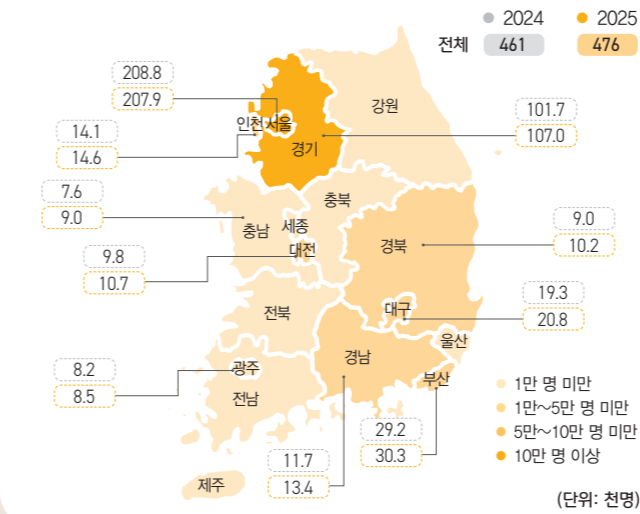 2024 2025
전체 461 476
208.8
207.9
강원
인천 서울
경기
101.7
107.0
14.1
14.6
7.6
9.0
충북
충남
세종
대전
경북
9.0
10.2
9.8
10.7
19.3
20.8
전북
대구
울산
경남
부산
8.2
8.5
광주
전남
29.2
30.3
11.7
13.4
제주
1만 명 미만
1만~5만 명 미만
5만~10만 명 미만
10만 명 이상
(단위: 천명)